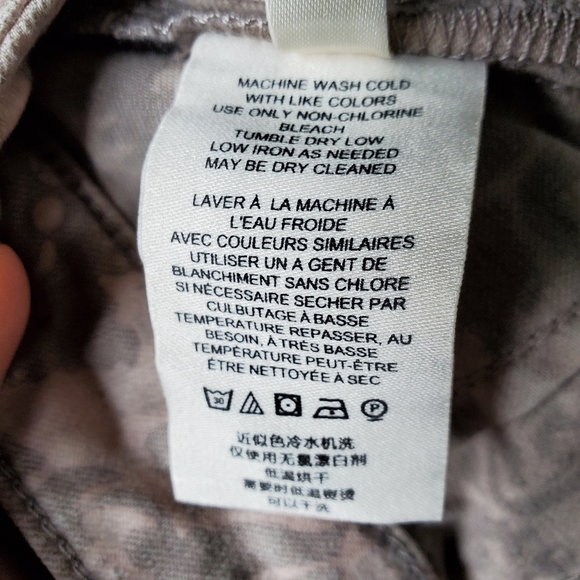 MACHINE WASH COLD
WITH LIKE COLORS
USE ONLY NON-CHLORINE
BLEACH
TUMBLE DRY LOW
LOW IRON AS NEEDED
MAY BE DRY CLEANED
LAVER À LA MACHINE À
L'EAU FROIDE
AVEC COULEURS SIMILAIRES
UTILISER UN A GENT DE
BLANCHIMENT SANS CHLORE
SI NÉCESSAIRE SECHER PAR
CULBUTAGE À BASSE
TEMPERATURE REPASSER, AU
BESOIN, À TRÈS BASSE
TEMPÉRATURE PEUT-ÊTRE
ÊTRE NETTOYÉE À SEC
30 P
近似色冷水机洗
仅使用无氯漂白剂
低温烘干
需要时低温熨烫
可以干洗